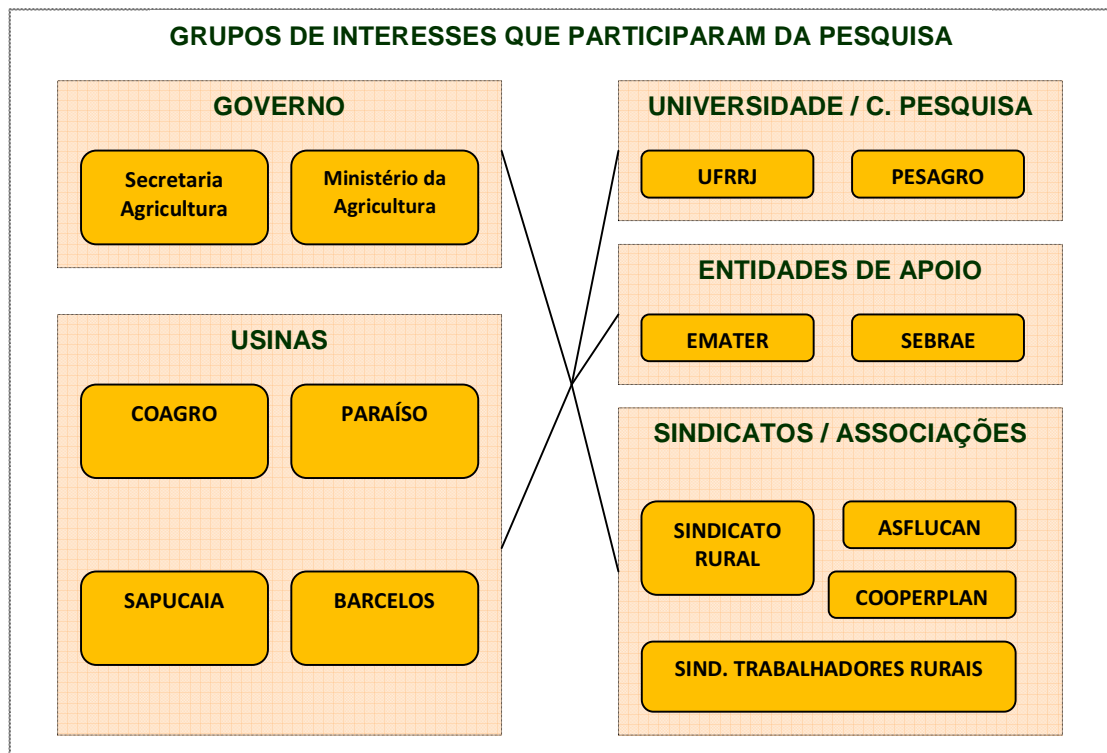 GRUPOS DE INTERESSES QUE PARTICIPARAM DA PESQUISA
GOVERNO
Secretaria
Agricultura
Ministério da
Agricultura
USINAS
COAGRO
PARAÍSO
SAPUCAIA
BARCELOS
UNIVERSIDADE / C. PESQUISA
UFRRJ
PESAGRO
ENTIDADES DE APOIO
EMATER
SEBRAE
SINDICATOS / ASSOCIAÇÕES
SINDICATO
RURAL
ASFLUCAN
COOPERPLAN
SIND. TRABALHADORES RURAIS